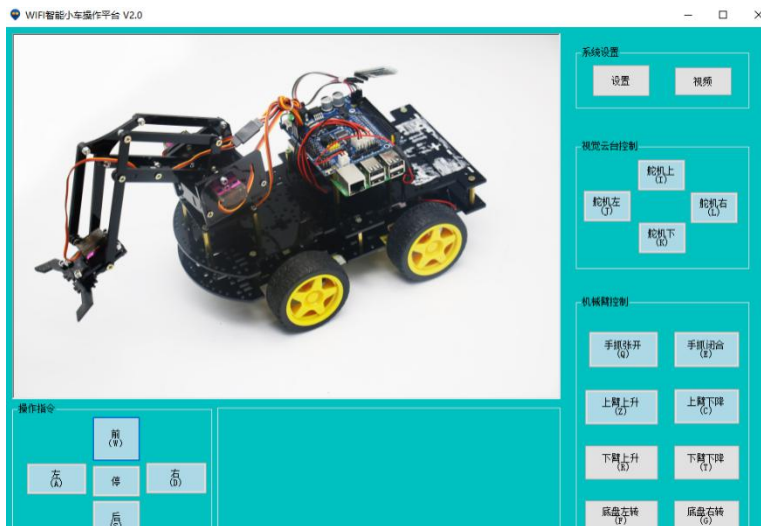 WIFI智能小车操作平台 V2.0
系统设置
设置
视频
视觉云台控制
舵机上
(I)
舵机左
(J)
舵机右
(L)
舵机下
(K)
机械臂控制
手抓张开
(Q)
手抓闭合
(E)
上臂上升
(Z)
上臂下降
(C)
下臂上升
(R)
下臂下降
(T)
底盘左转
(F)
底盘右转
(G)
操作指令
前
(W)
左
(A)
停
右
(D)
后
(S)